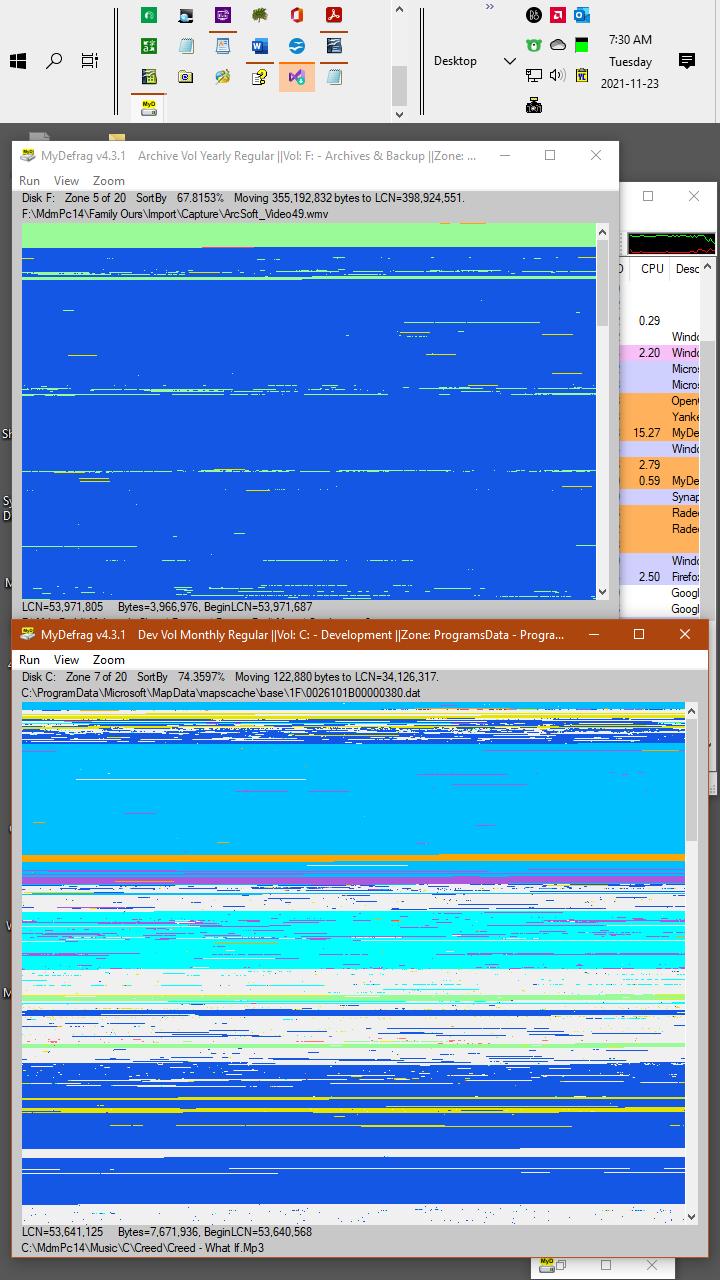 »
7:30 AM
Desktop
Tuesday
2021-11-23
MyDefrag v4.3.1 Archive Vol Yearly Regular ||Vol: F: - Archives & Backup ||Zone: ...
Run View Zoom
Disk F: Zone 5 of 20 SortBy 67.8153% Moving 355,192,832 bytes to LCN=398,924,551.
F:\MdmPc14\Family Ours\Import\Capture\ArcSoft_Video49.wmv
LCN=53,971,805 Bytes=3,966,976, BeginLCN=53,971,687
CPU Desc
0.29
Windo
2.20 Windo
Micros
Micros
Open
Yanke
15.27 MyDe
Windo
2.79
0.59 MyDe
Synap
Radeo
Radeo
Windo
2.50 Firefo
Googl
Googl
MyDefrag v4.3.1 Dev Vol Monthly Regular ||Vol: C: - Development ||Zone: ProgramsData - Progra...
Run View Zoom
Disk C: Zone 7 of 20 SortBy 74.3597% Moving 122,880 bytes to LCN=34,126,317.
C:\ProgramData\Microsoft\MapData\mapscache\base\1F\0026101B00000380.dat
LCN=53,641,125 Bytes=7,671,936, BeginLCN=53,640,568
C:\MdmPc14\Music\C\Creed\Creed - What If.Mp3